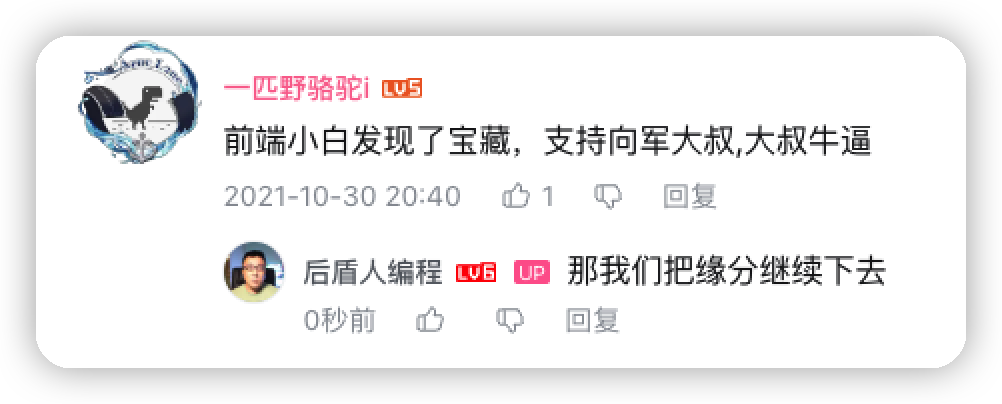 一匹野骆驼i LV5
前端小白发现了宝藏，支持向军大叔,大叔牛逼
2021-10-30 20:40 1 回复
后盾人编程 LV6 UP 那我们把缘分继续下去
0秒前 回复